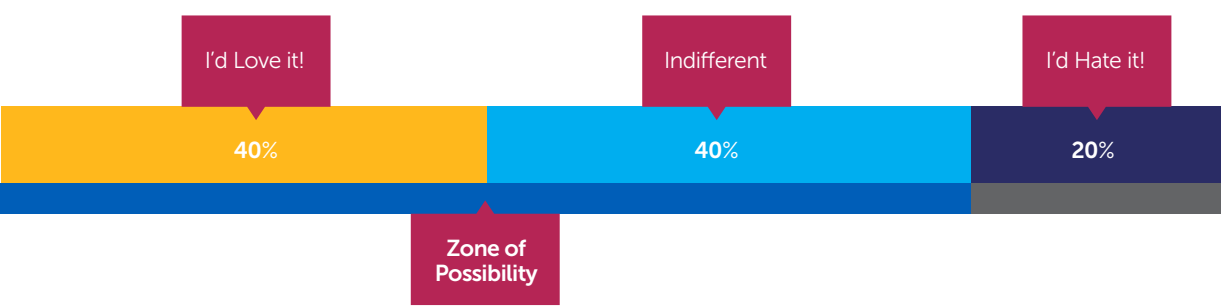 I’d Love it!
Indifferent
I’d Hate it!
40%
40%
20%
Zone of
Possibility